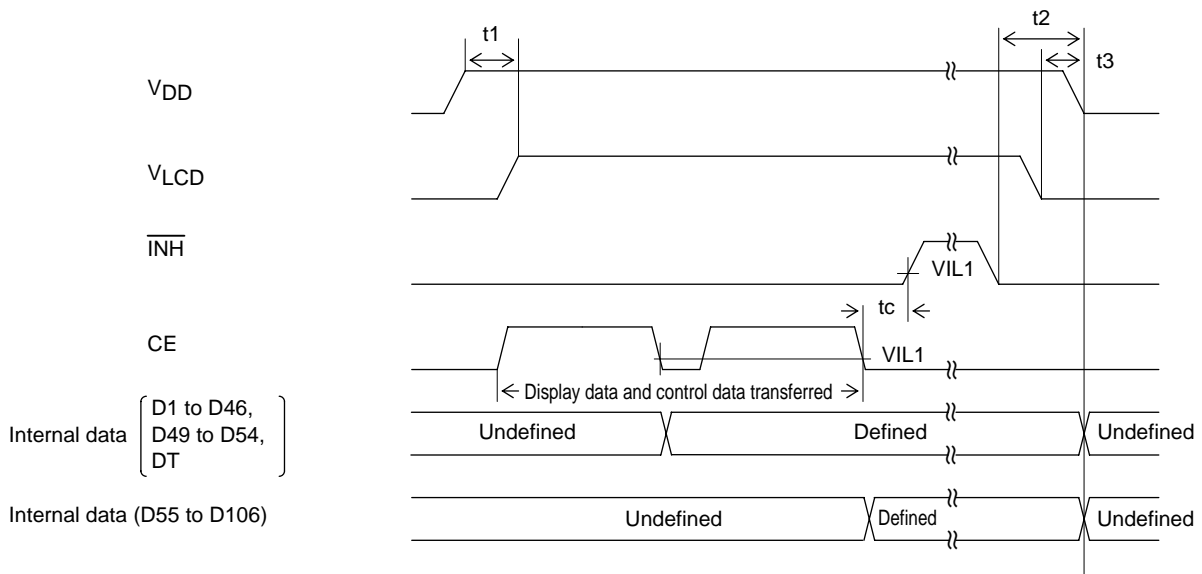 t1
t2
t3
VDD
VLCD
INH
VIL1
tc
CE
VIL1
Display data and control data transferred
Internal data
D1 to D46,
D49 to D54,
DT
Undefined
Defined
Undefined
Internal data (D55 to D106)
Undefined
Defined
Undefined